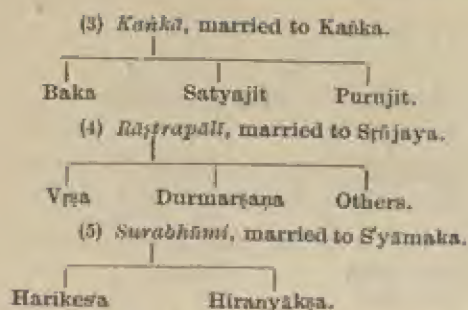 (3) Kaṅkā, married to Kaṅka.
Baka Satyajit Purujit.
(4) Rāṣṭrapālī, married to Sṛñjaya.
Vṛṣa Durmarṣaṇa Others.
(5) Surabhūmi, married to S'yāmaka.
Harikes'a Hiraṇyākṣa.